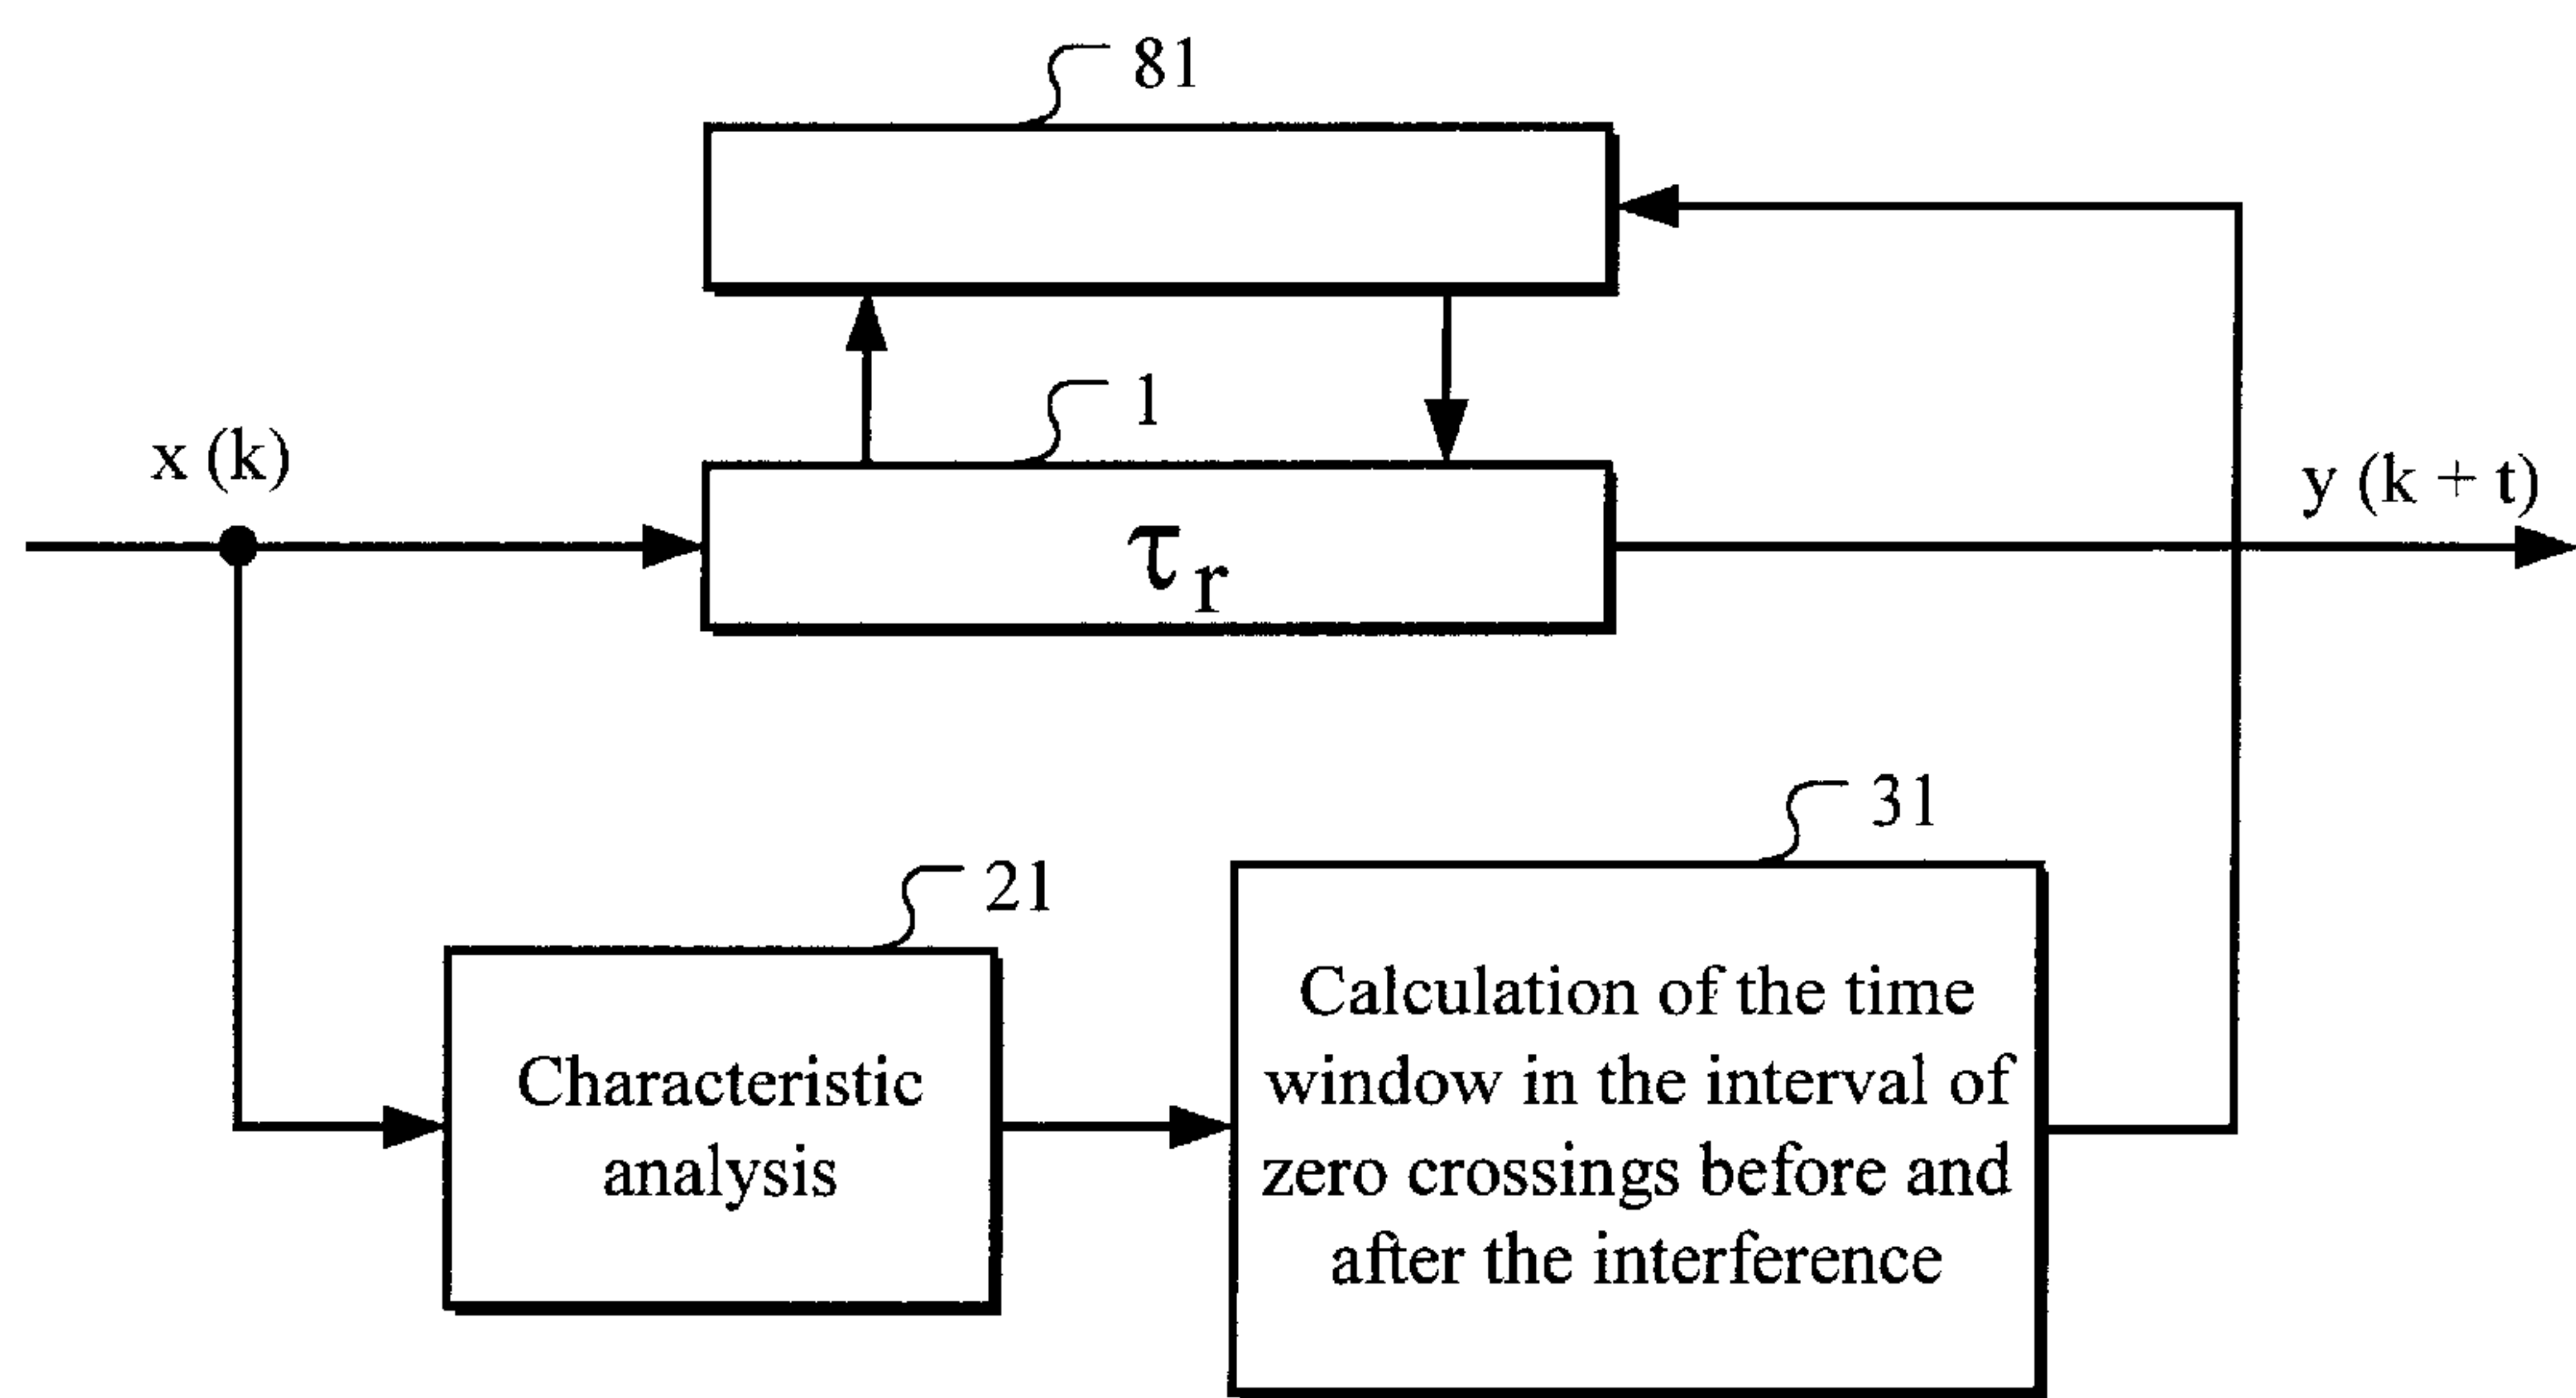 81
1
x (k)
y (k + t)
τr
31
21
Calculation of the time
window in the interval of
zero crossings before and
after the interference
Characteristic
analysis